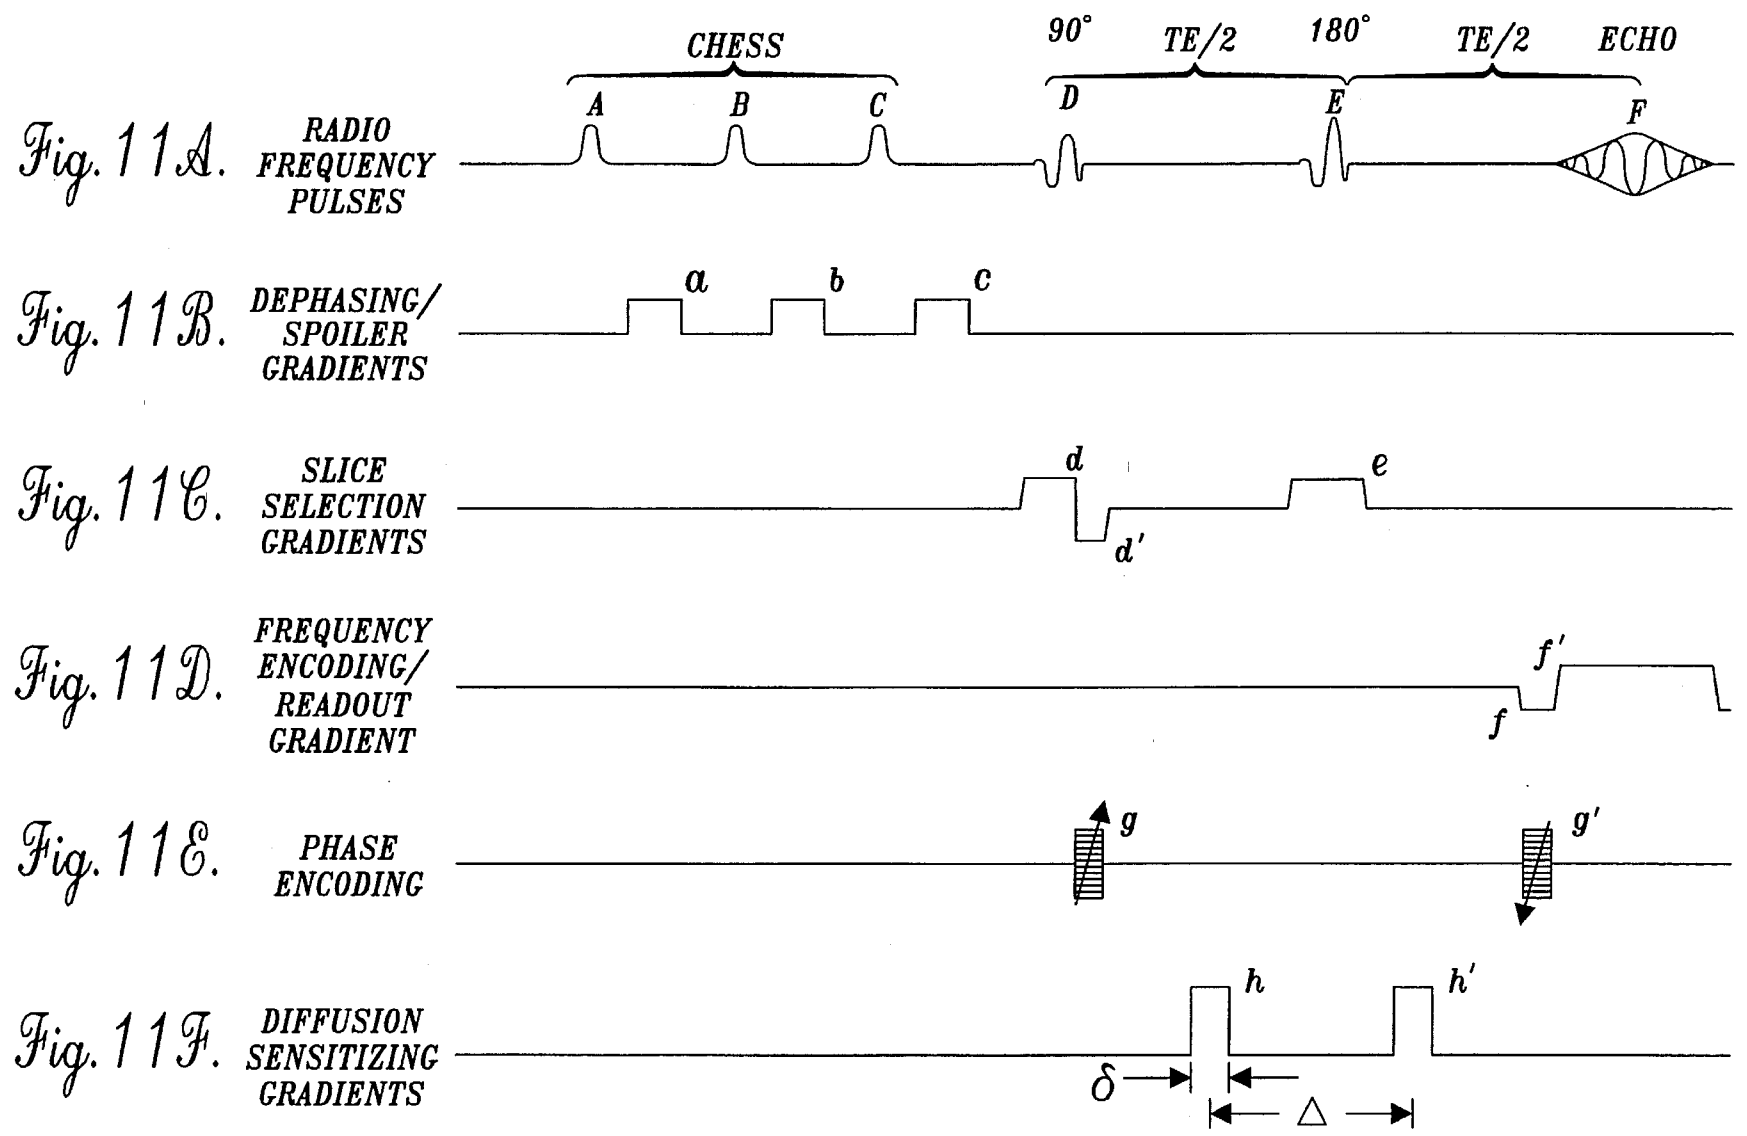 CHESS
90° TE/2 180° TE/2 ECHO
A B C D E F
Fig. 11A.
RADIO
FREQUENCY
PULSES
a b c
Fig. 11B.
DEPHASING/
SPOILER
GRADIENTS
d e
d'
Fig. 11C.
SLICE
SELECTION
GRADIENTS
f'
f
Fig. 11D.
FREQUENCY
ENCODING/
READOUT
GRADIENT
g g'
Fig. 11E.
PHASE
ENCODING
h h'
Fig. 11F.
DIFFUSION
SENSITIZING
GRADIENTS
δ
Δ